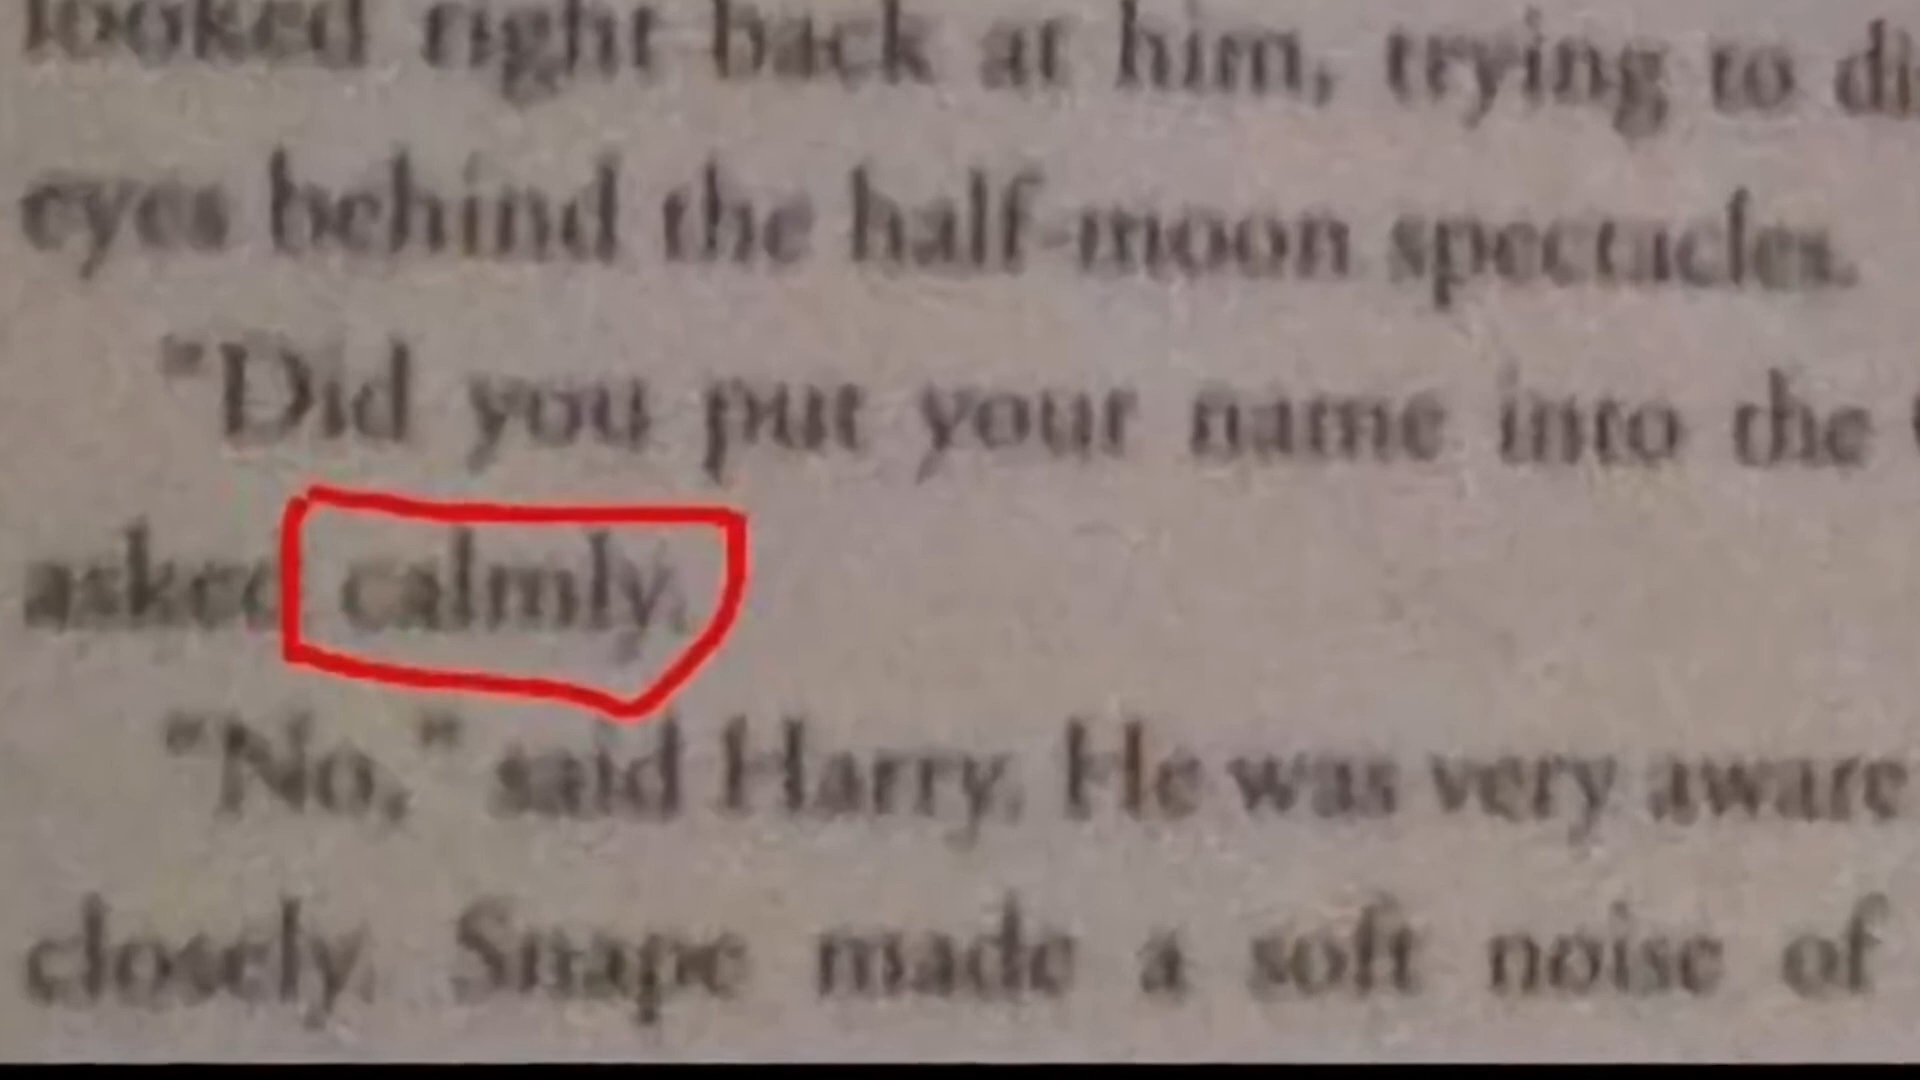 looked right back at him, trying to di
eyes behind the half-moon spectacles.
"Did you put your name into the
asked calmly.
"No," said Harry. He was very aware
closely. Snape made a soft noise of